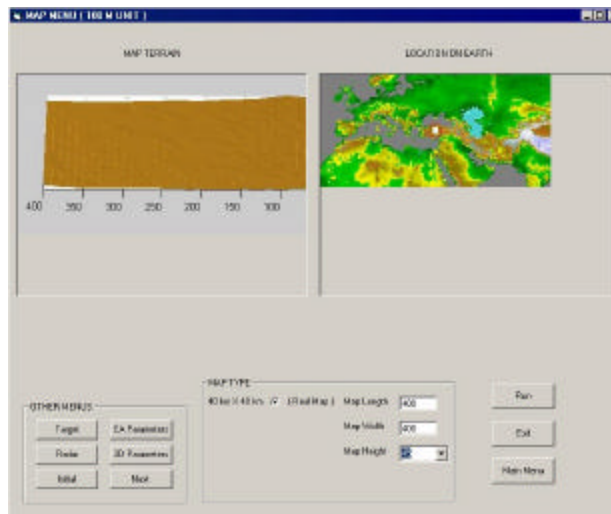 MAP MENU ( 100 M UNIT )
MAP TERRAIN
LOCATION ON EARTH
400 350 300 250 200 150 100
MAP TYPE
40 km X 40 km ( Real Map )
Map Length 400
Map Width 400
Map Height
OTHER MENUS
Target EA Parameters
Radar 3D Parameters
Initial Next
Run
Exit
Main Menu